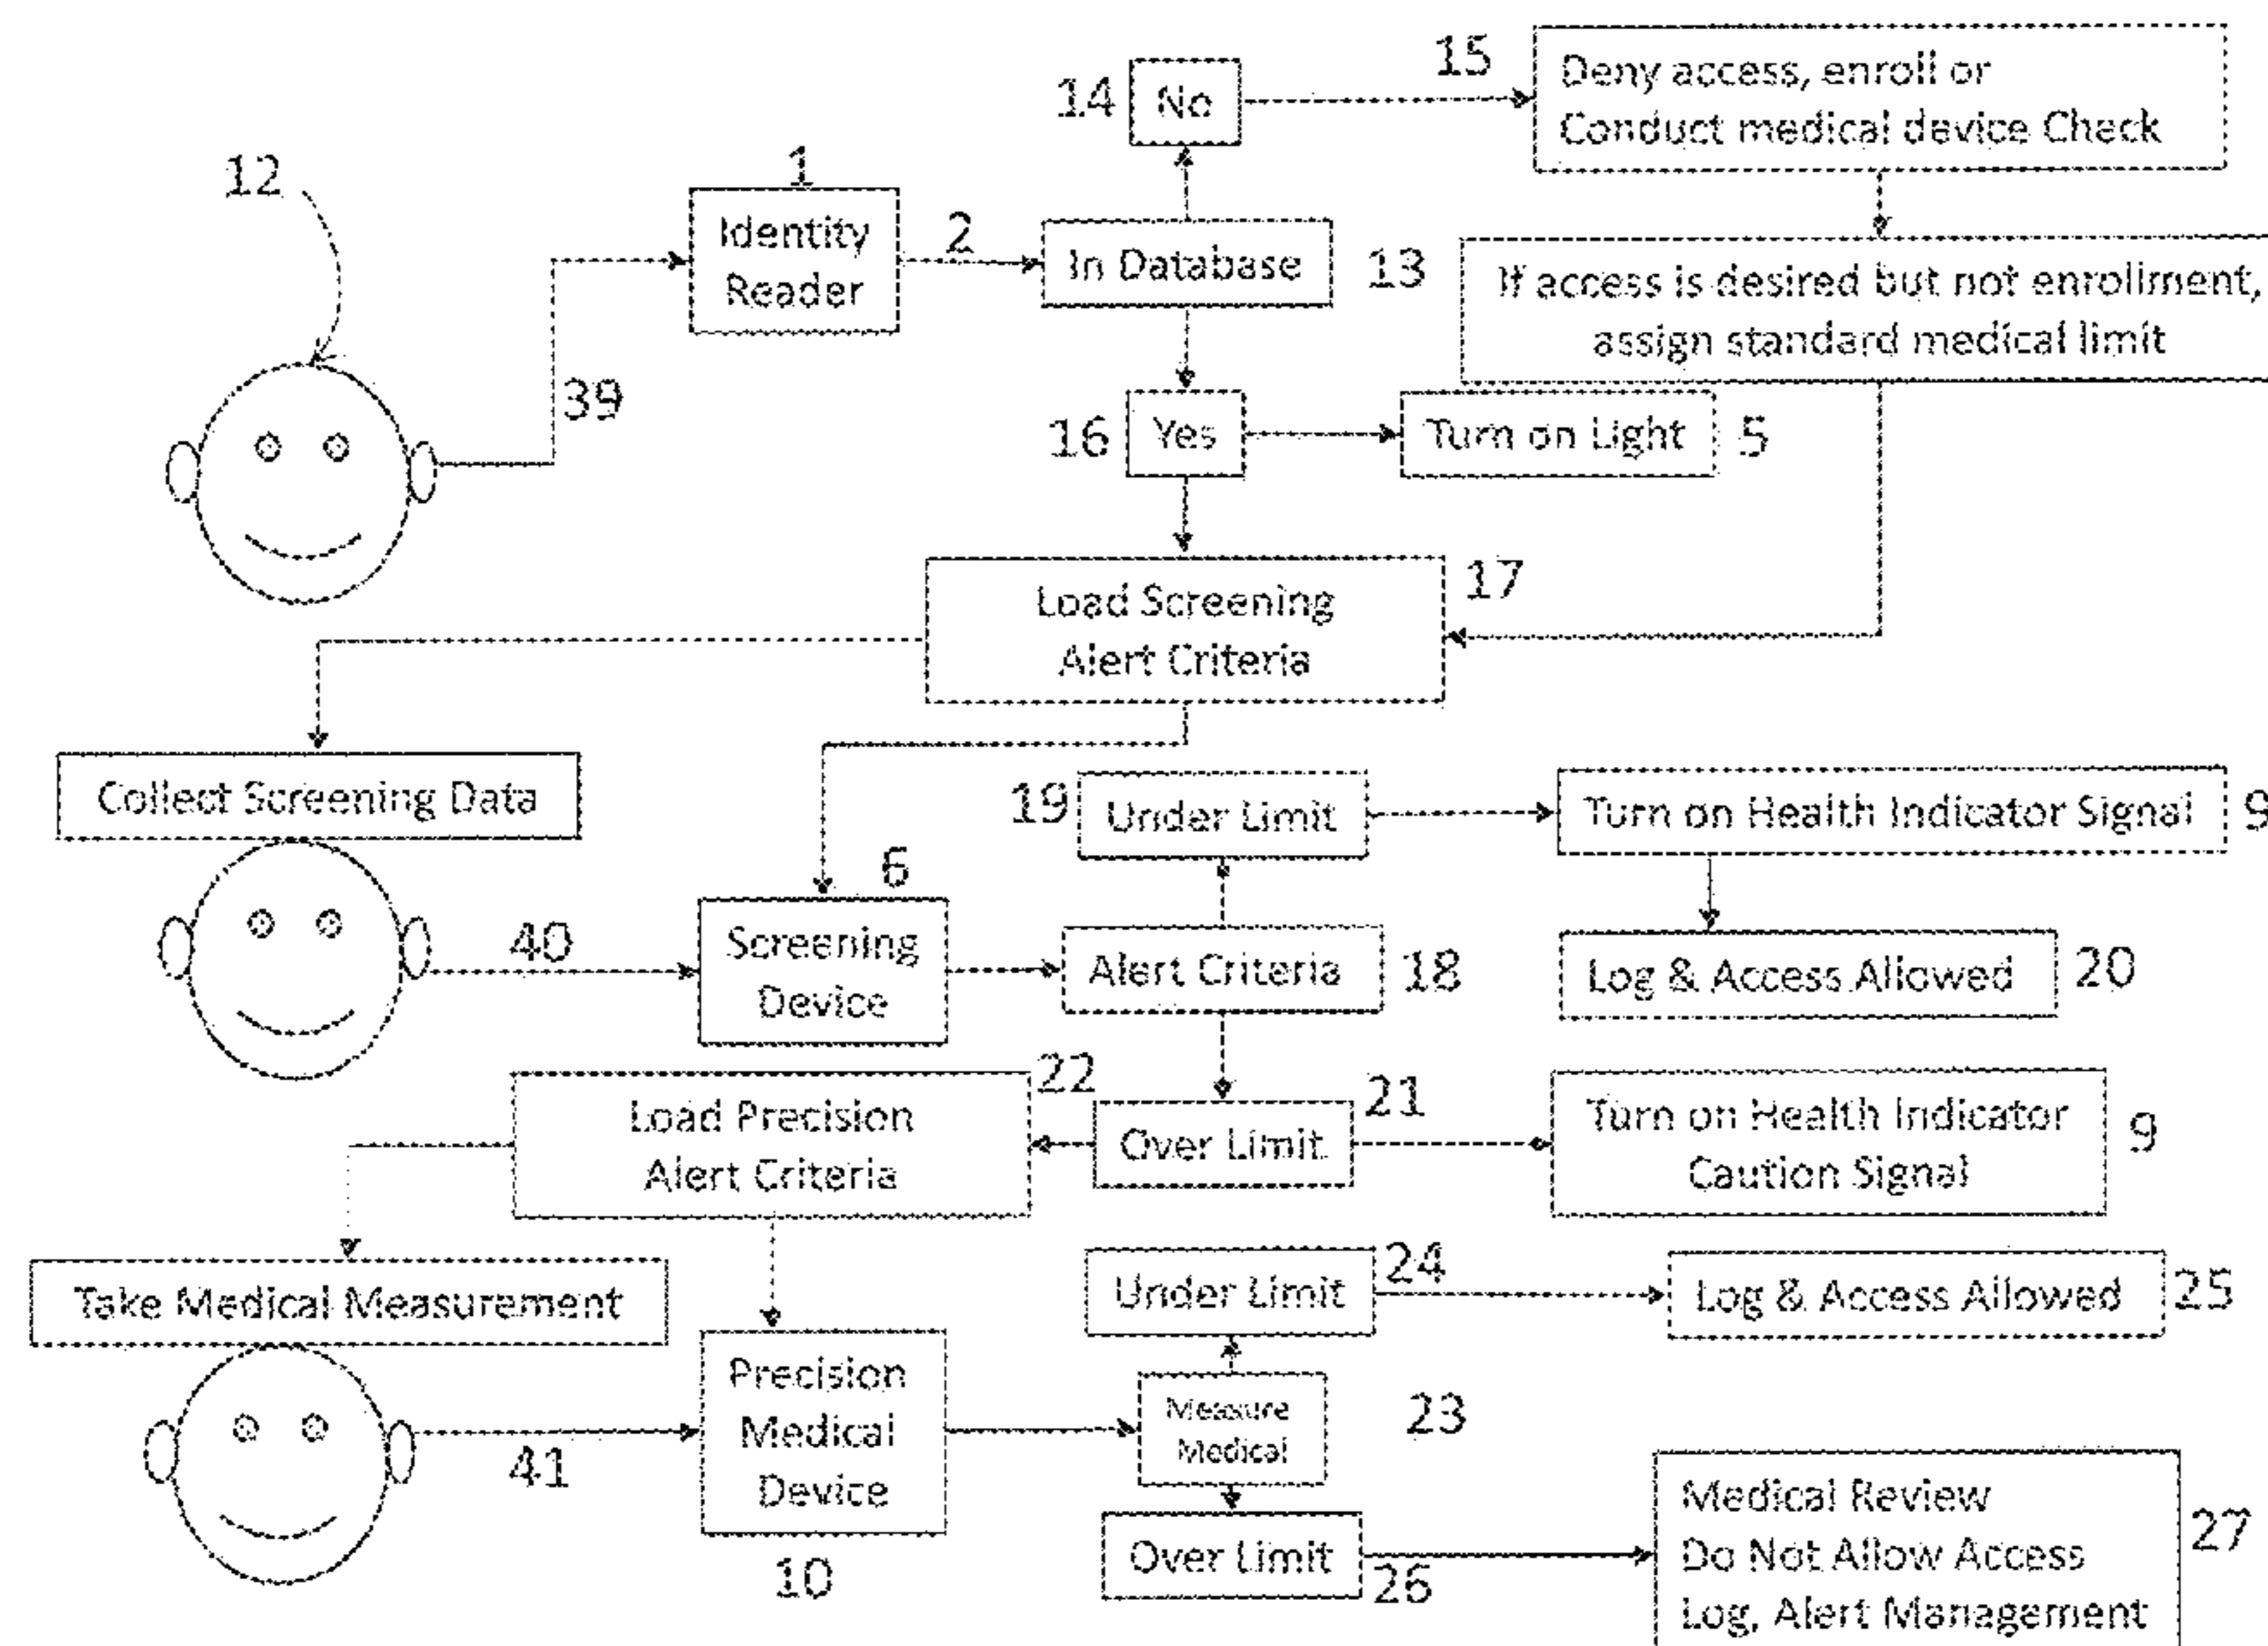 15
Deny access, enroll or
Conduct medical device Check
14
No
12
1
Identity
Reader
2
In Database
13
If access is desired but not enrollment,
assign standard medical limit
39
16
Yes
Turn on Light
5
Load Screening
Alert Criteria
17
Collect Screening Data
19
Under Limit
Turn on Health Indicator Signal
9
6
40
Screening
Device
Alert Criteria
18
Log & Access Allowed
20
22
Load Precision
Alert Criteria
21
Over Limit
Turn on Health Indicator
Caution Signal
9
Take Medical Measurement
24
Under Limit
Log & Access Allowed
25
41
Precision
Medical
Device
10
Measure
Medical
23
Over Limit
26
Medical Review
Do Not Allow Access
Log, Alert Management
27